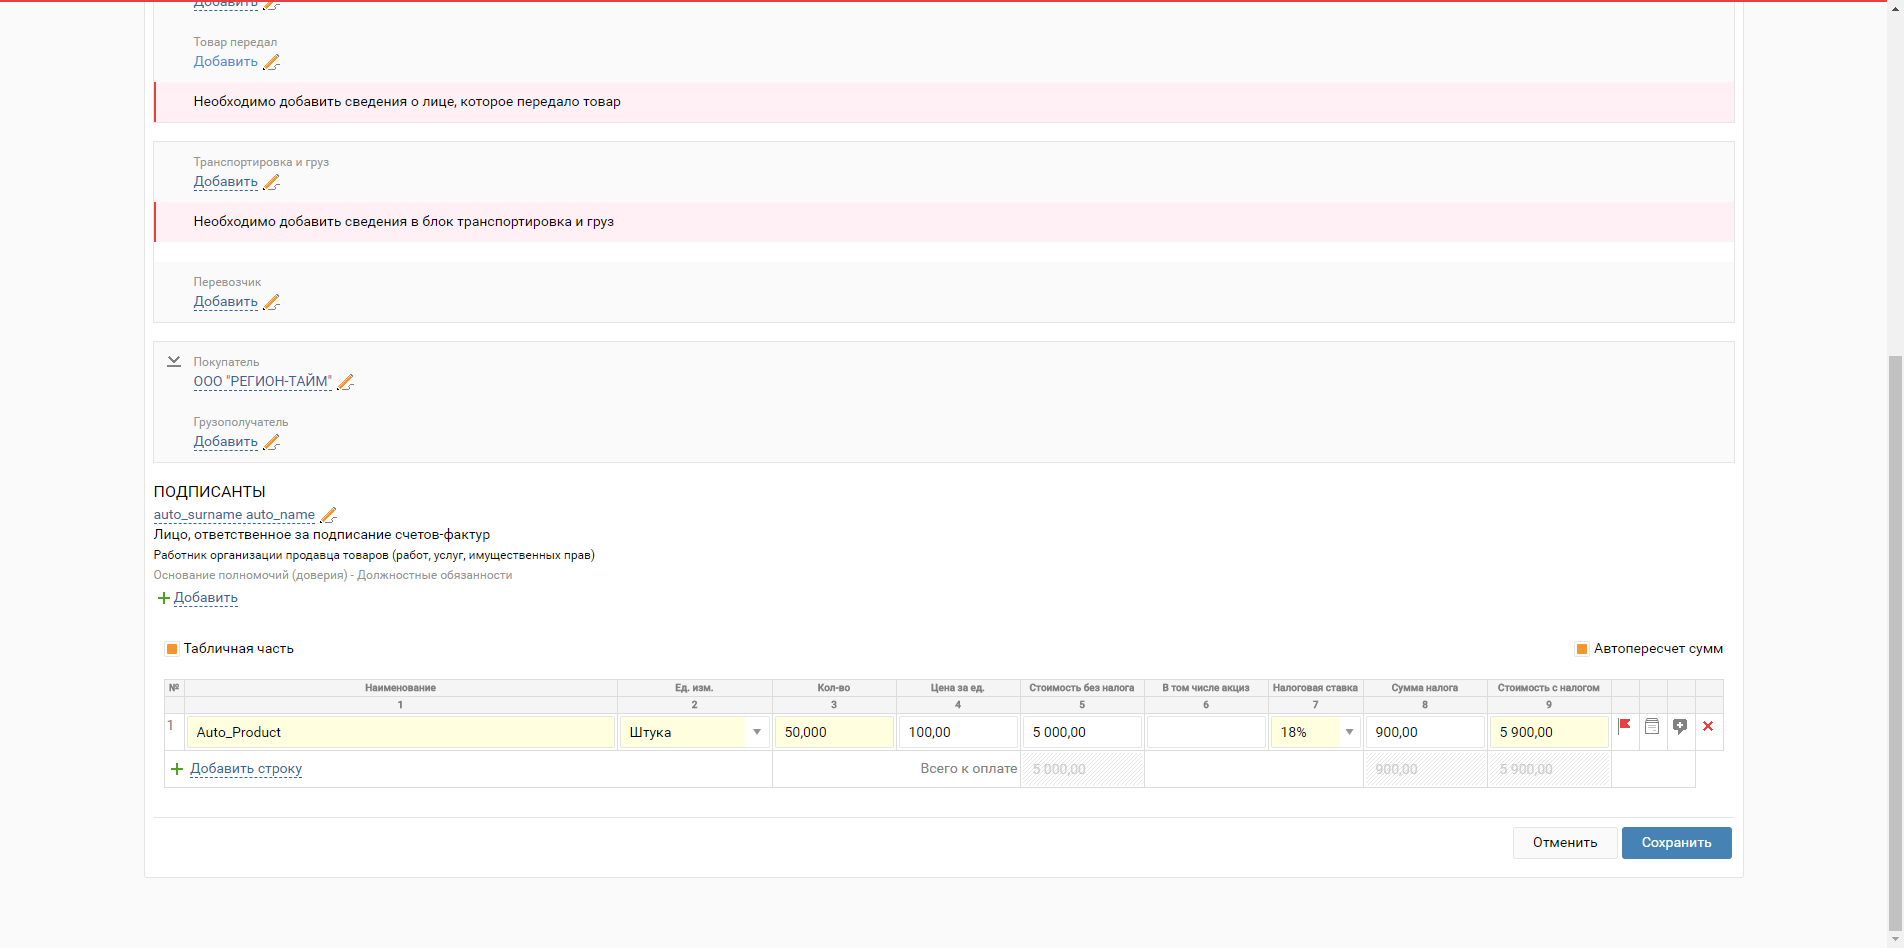 Добавить
Товар передал
Добавить
Необходимо добавить сведения о лице, которое передало товар
Транспортировка и груз
Добавить
Необходимо добавить сведения в блок транспортировка и груз
Перевозчик
Добавить
Покупатель
ООО "РЕГИОН-ТАЙМ"
Грузополучатель
Добавить
ПОДПИСАНТЫ
auto_surname auto_name
Лицо, ответственное за подписание счетов-фактур
Работник организации продавца товаров (работ, услуг, имущественных прав)
Основание полномочий (доверия) - Должностные обязанности
Добавить
Табличная часть Автопересчет сумм
№ Наименование Ед. изм. Кол-во Цена за ед. Стоимость без налога В том числе акциз Налоговая ставка Сумма налога Стоимость с налогом
1 2 3 4 5 6 7 8 9
1 Auto_Product Штука 50,000 100,00 5 000,00 18% 900,00 5 900,00
Добавить строку Всего к оплате 5 000,00 900,00 5 900,00
Отменить Сохранить